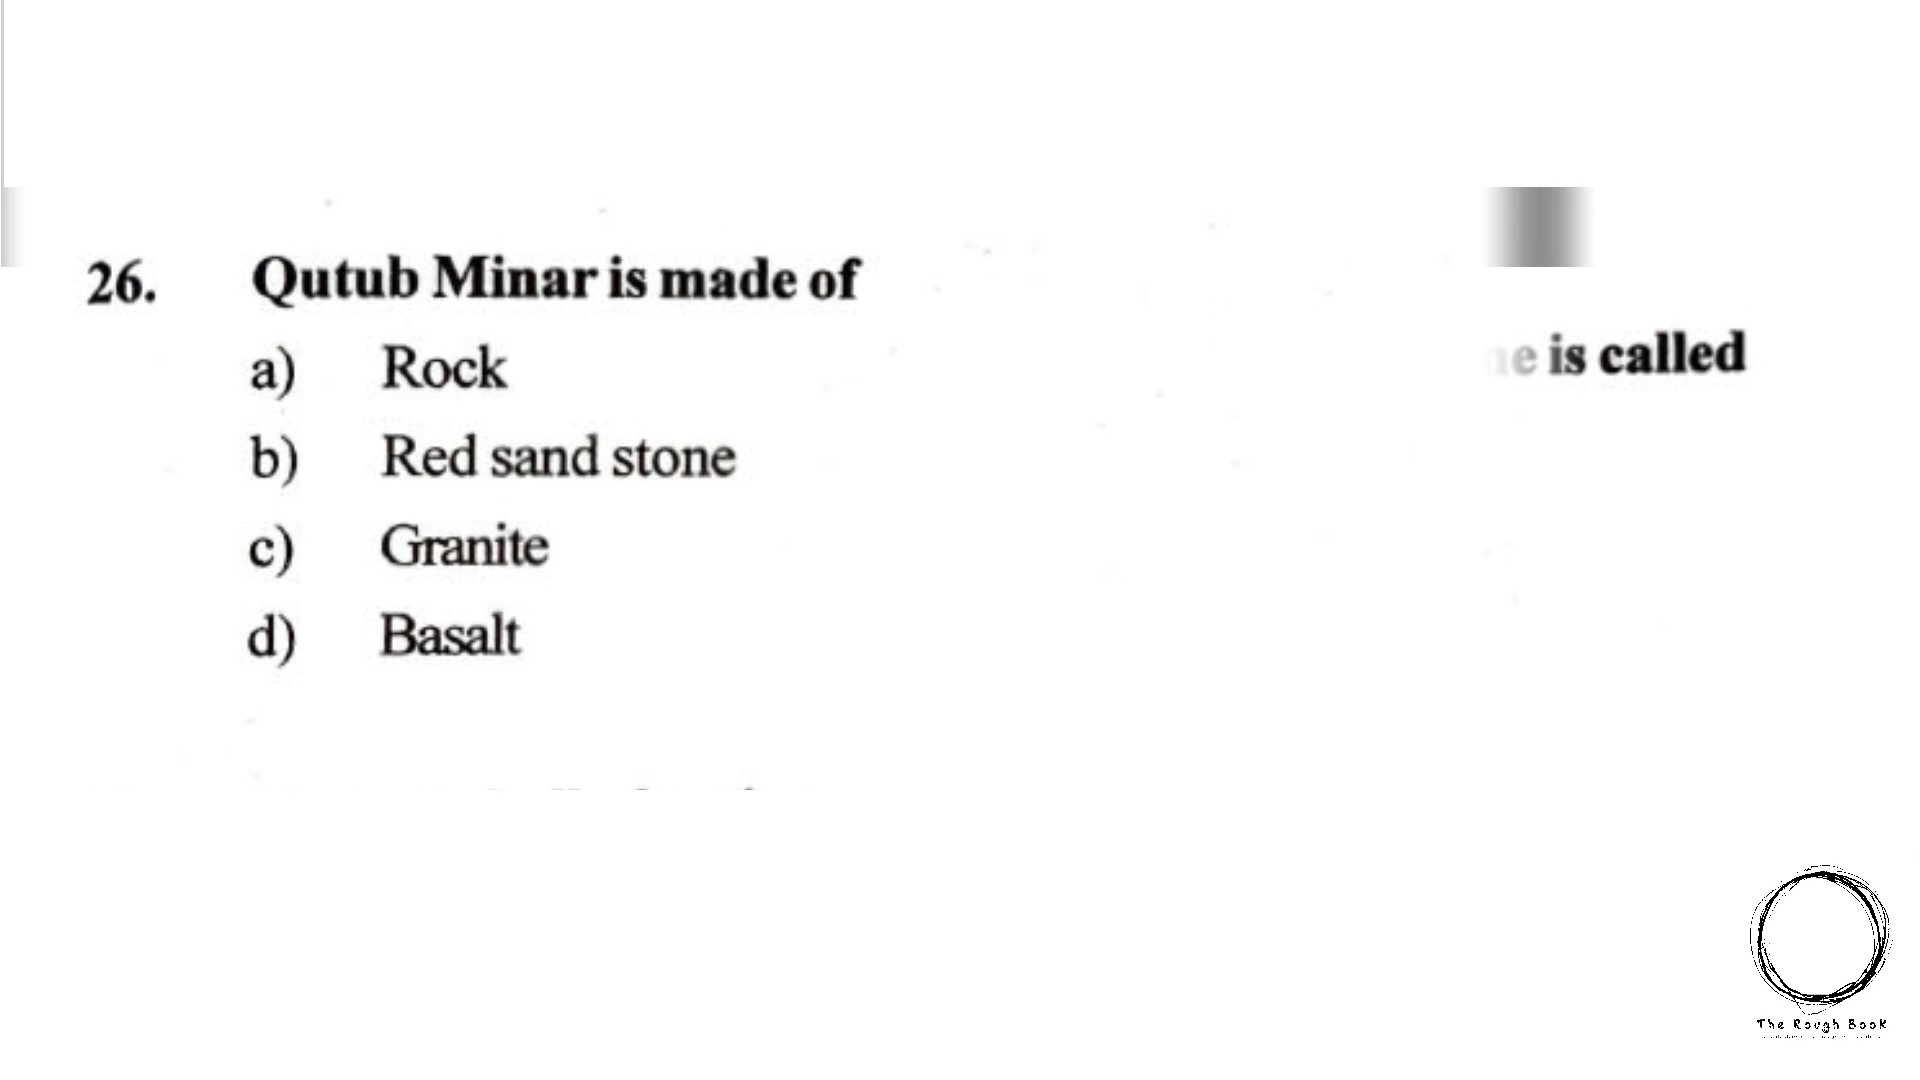 26. Qutub Minar is made of
a) Rock
b) Red sand stone
c) Granite
d) Basalt
is called
The Rough Book